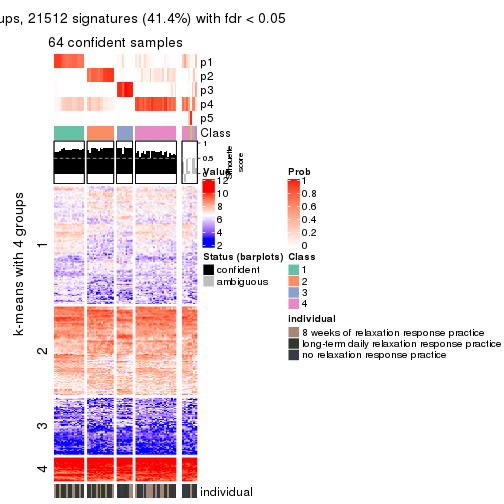 ups, 21512 signatures (41.4%) with fdr < 0.05
64 confident samples
p1
p2
p3
p4
p5
Class
1
0.5
0
silhouette
score
Value
12
10
8
6
4
2
Prob
1
0.8
0.6
0.4
0.2
0
Status (barplots)
confident
ambiguous
Class
1
2
3
4
individual
8 weeks of relaxation response practice
long-term daily relaxation response practice
no relaxation response practice
k-means with 4 groups
1
2
3
4
individual